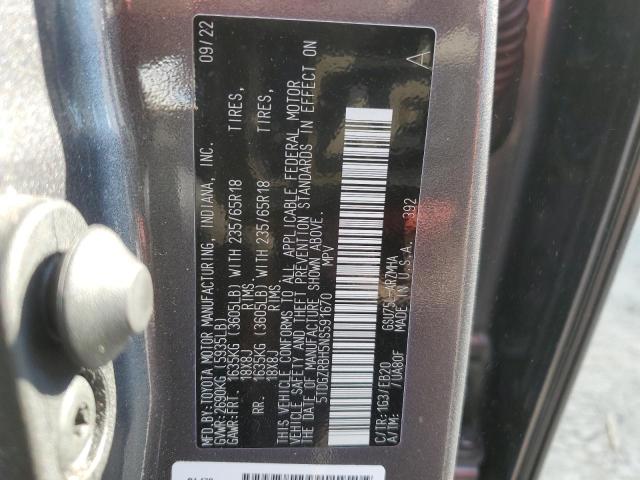 MFD.BY:TOYOTA MOTOR MANUFACTURING, INDIANA, INC. 09/22
GVWR:2690KG (5935LB)
GAWR:FRT. 1635KG (3605LB) WITH 235/65R18 TIRES,
18X8J RIMS.
RR. 1635KG (3605LB) WITH 235/65R18 TIRES,
18X8J RIMS.
THIS VEHICLE CONFORMS TO ALL APPLICABLE FEDERAL MOTOR
VEHICLE SAFETY AND THEFT PREVENTION STANDARDS IN EFFECT ON
THE DATE OF MANUFACTURE SHOWN ABOVE.
5TDGZRBH5NS591670 MPV
C/TR:1G3/EB20
A/TM: /UA80F
MADE IN U.S.A. 392
A